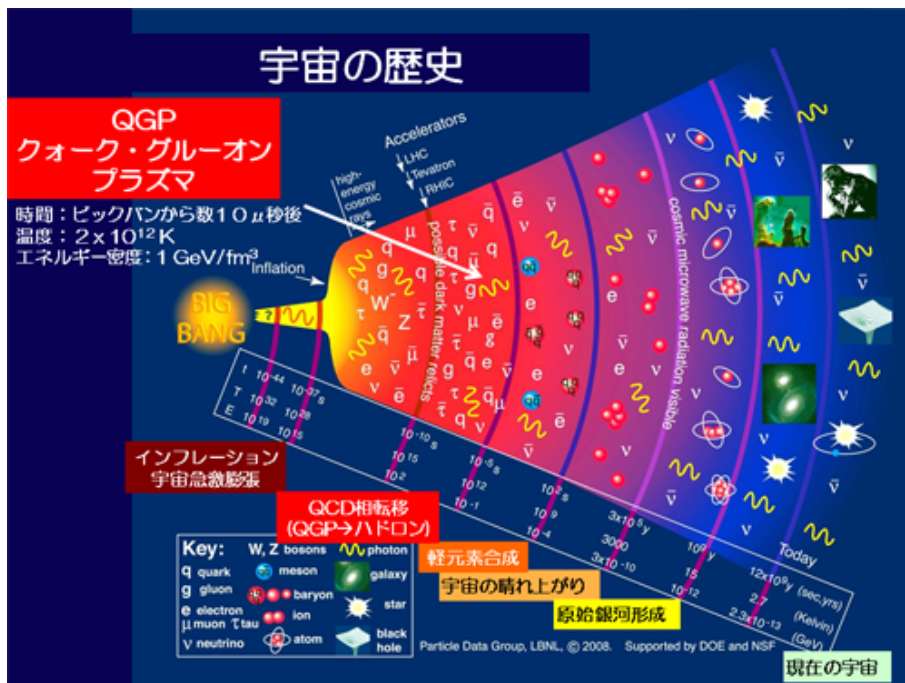 宇宙の歴史
QGP
クォーク・グルーオン
プラズマ
時間：ビックバンから数１０μ秒後
温度：２x 10¹² K
エネルギー密度：1 GeV/fm³
Accelerators
LHC
Tevatron
RHIC
high-
energy
cosmic
rays
Inflation
BIG
BANG
?
possible dark matter relicts
cosmic microwave radiation visible
t 10⁻⁴⁴ 10⁻³⁷s 10⁻¹⁰ s 10⁻⁵s 10² s 3x10⁵y 10⁹ y Today 12x10⁹y (sec,yrs)
T 10³² 10²⁸ 10¹⁵ 10¹² 10⁹ 3000 15 2.7 (Kelvin)
E 10¹⁹ 10¹⁵ 10² 10⁻¹ 10⁻⁴ 3x10⁻¹⁰ 10⁻¹² 2.3x10⁻¹³ (GeV)
インフレーション
宇宙急激膨張
QCD相転移
(QGP→ハドロン)
軽元素合成
宇宙の晴れ上がり
原始銀河形成
現在の宇宙
Key:
q quark
g gluon
e electron
μ muon τ tau
ν neutrino
W, Z bosons
meson
baryon
ion
atom
photon
galaxy
star
black
hole
Particle Data Group, LBNL, © 2008. Supported by DOE and NSF